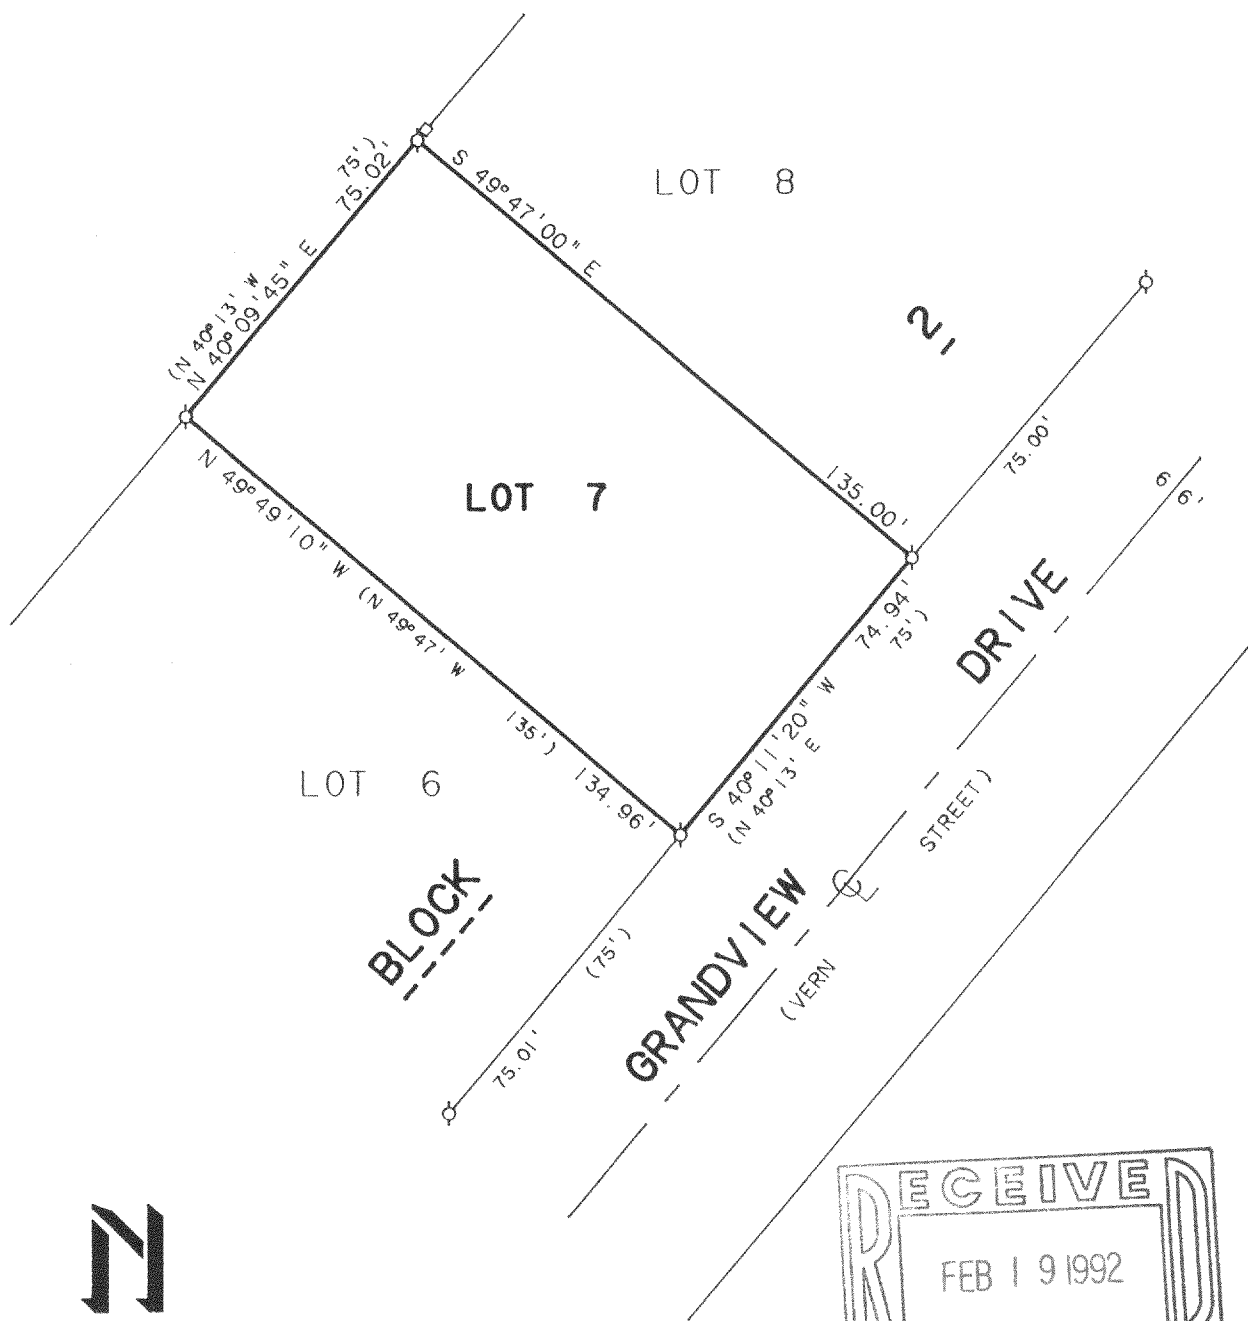 75')
75.02'
(N 40°13' W
N 40°09'45" E
S 49°47'00" E
LOT 8
2,
75.00'
66'
135.00'
LOT 7
N 49°49'10" W (N 49°47' W 135') 134.96'
74.94'
75')
S 40°11'20" W
(N 40°13' E
DRIVE
STREET)
LOT 6
BLOCK
(75')
75.01'
GRANDVIEW
℄
(VERN
N
RECEIVED
FEB 19 1992